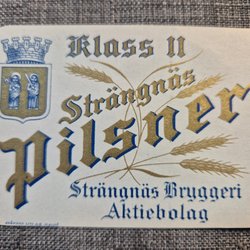 Klass II
Strängnäs
Pilsner
Strängnäs Bryggeri
Aktiebolag